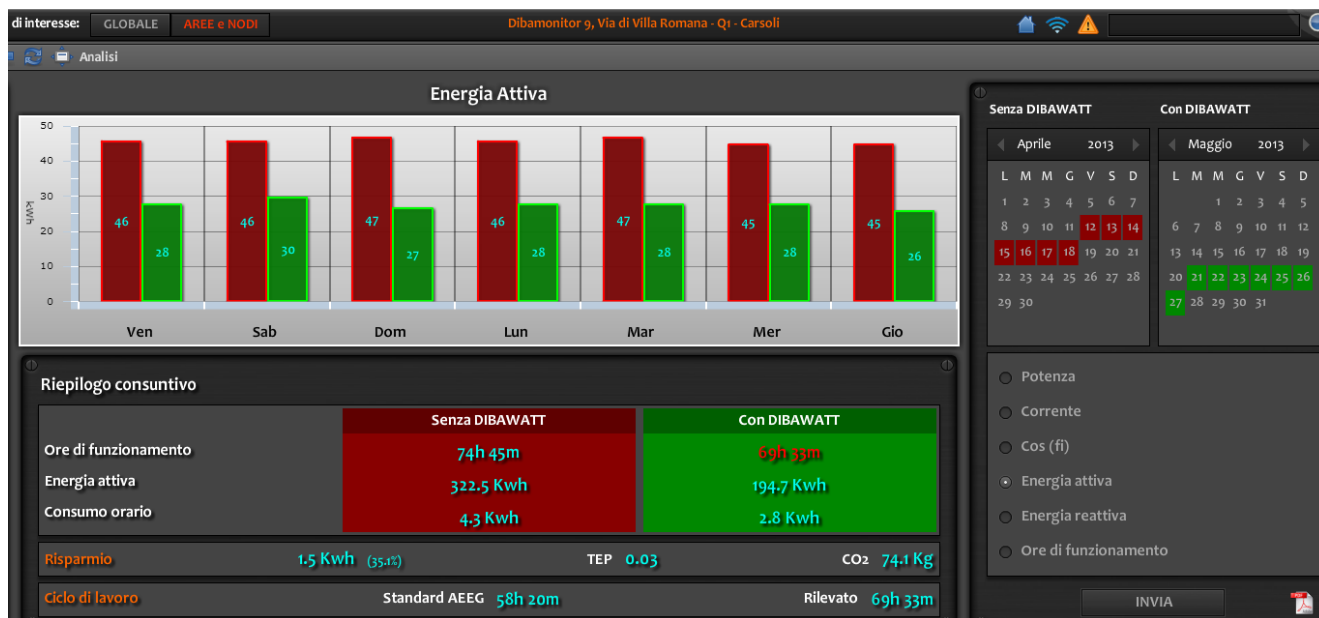 di interesse: GLOBALE AREE e NODI Dibamonitor 9, Via di Villa Romana - Q1 - Carsoli
Analisi
Energia Attiva
50
40
30
20
10
0
kWh
46 28 46 30 47 27 46 28 47 28 45 28 45 26
Ven Sab Dom Lun Mar Mer Gio
Senza DIBAWATT Con DIBAWATT
Aprile 2013 Maggio 2013
L M M G V S D L M M G V S D
1 2 3 4 5 6 7 1 2 3 4 5
8 9 10 11 12 13 14 6 7 8 9 10 11 12
15 16 17 18 19 20 21 13 14 15 16 17 18 19
22 23 24 25 26 27 28 20 21 22 23 24 25 26
29 30 27 28 29 30 31
Riepilogo consuntivo
Senza DIBAWATT Con DIBAWATT
Ore di funzionamento 74h 45m 69h 33m
Energia attiva 322.5 Kwh 194.7 Kwh
Consumo orario 4.3 Kwh 2.8 Kwh
Risparmio 1.5 Kwh (35.1%) TEP 0.03 CO2 74.1 Kg
Ciclo di lavoro Standard AEEG 58h 20m Rilevato 69h 33m
Potenza
Corrente
Cos (fi)
Energia attiva
Energia reattiva
Ore di funzionamento
INVIA
PDF